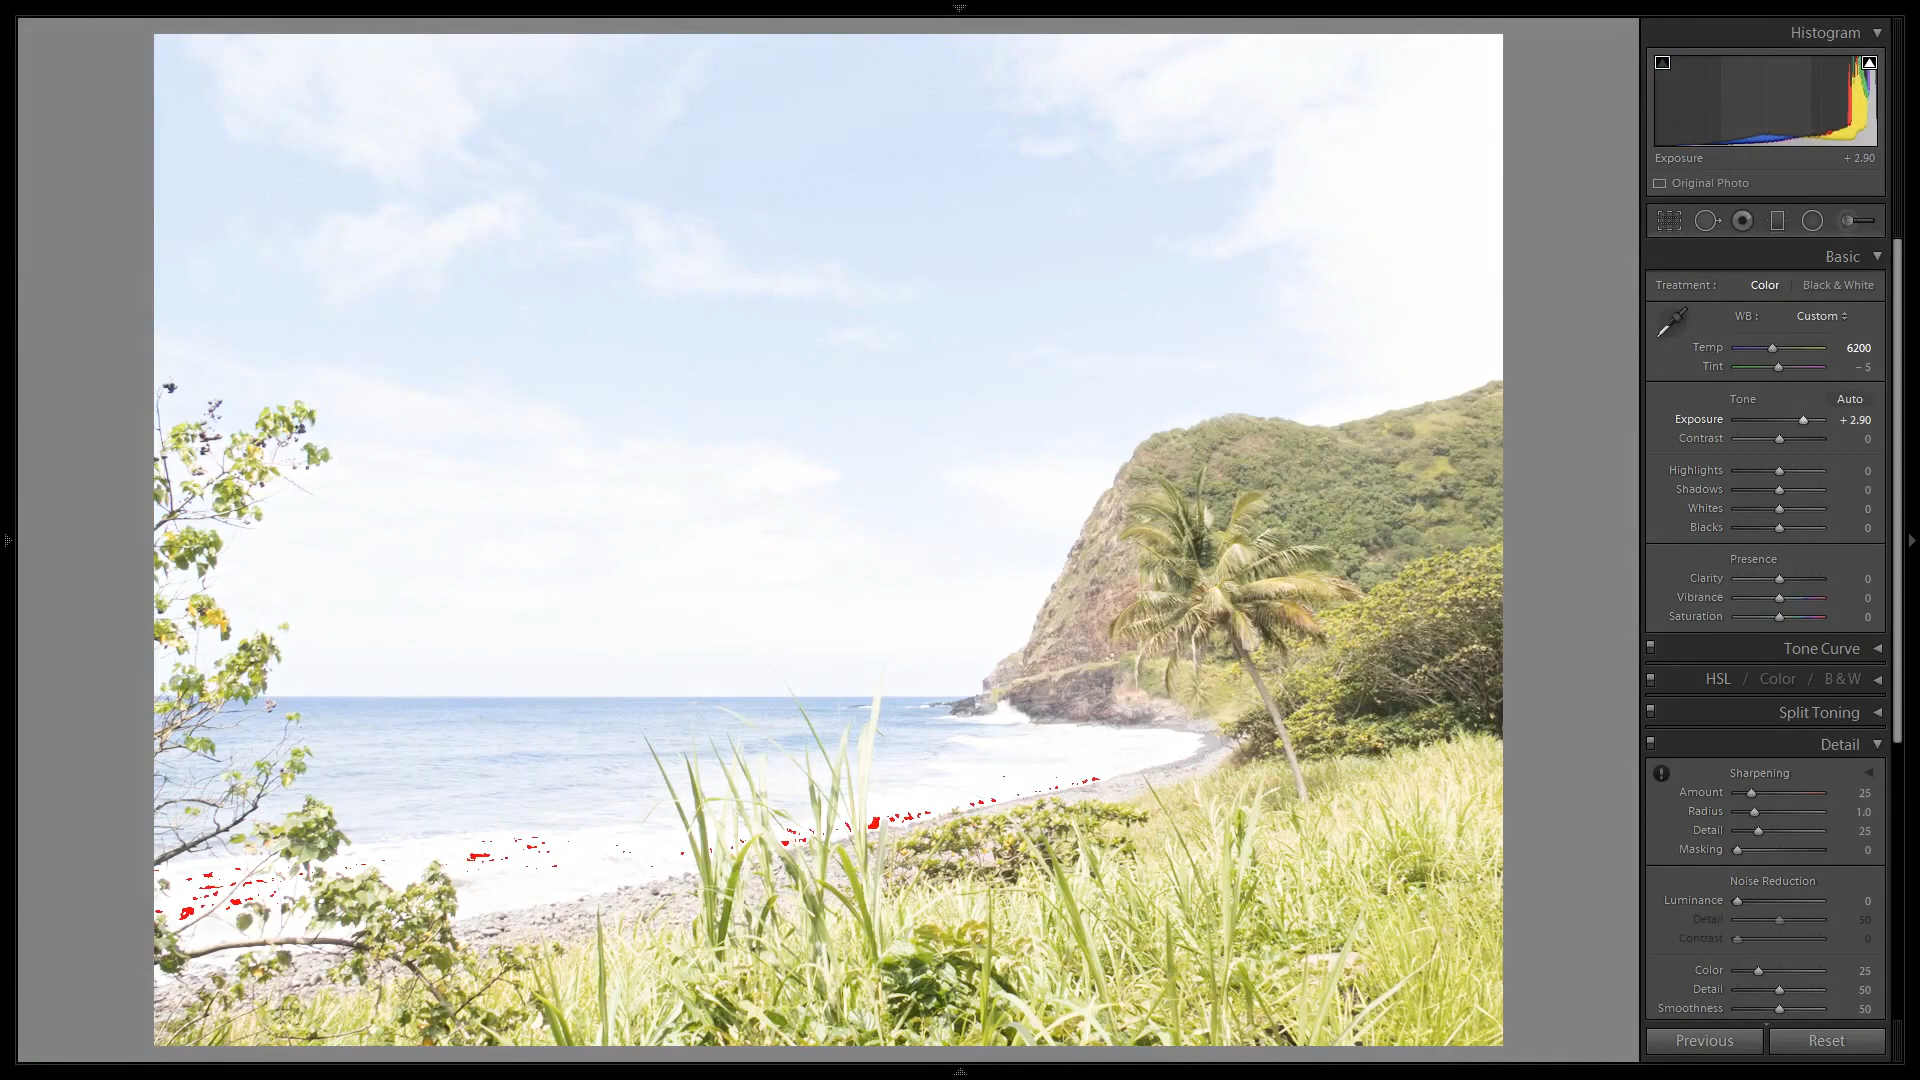 Histogram
Exposure + 2.90
Original Photo
Basic
Treatment : Color Black & White
WB : Custom
Temp 6200
Tint – 5
Tone Auto
Exposure + 2.90
Contrast 0
Highlights 0
Shadows 0
Whites 0
Blacks 0
Presence
Clarity 0
Vibrance 0
Saturation 0
Tone Curve
HSL / Color / B & W
Split Toning
Detail
Sharpening
Amount 25
Radius 1.0
Detail 25
Masking 0
Noise Reduction
Luminance 0
Detail 50
Contrast 0
Color 25
Detail 50
Smoothness 50
Previous Reset